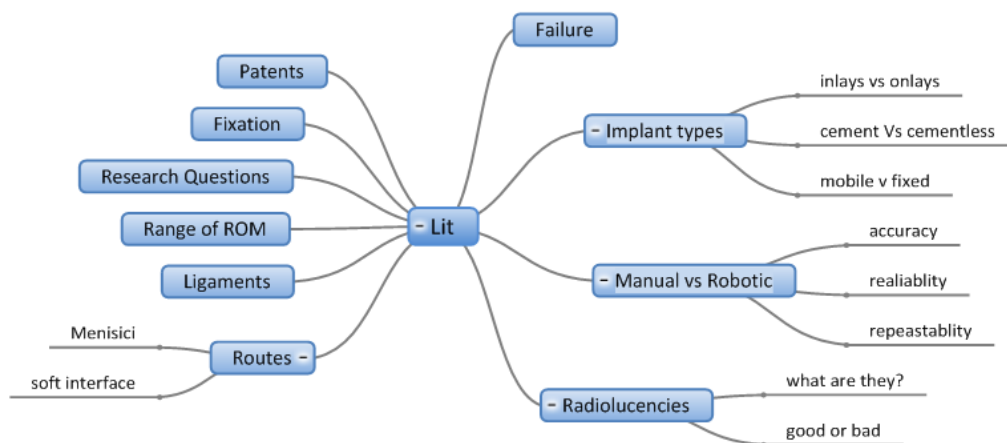 Failure
Patents
inlays vs onlays
Fixation
Implant types
cement Vs cementless
Research Questions
mobile v fixed
Lit
Range of ROM
accuracy
Ligaments
Manual vs Robotic
realiablity
Menisici
repeastablity
Routes
soft interface
what are they?
Radiolucencies
good or bad